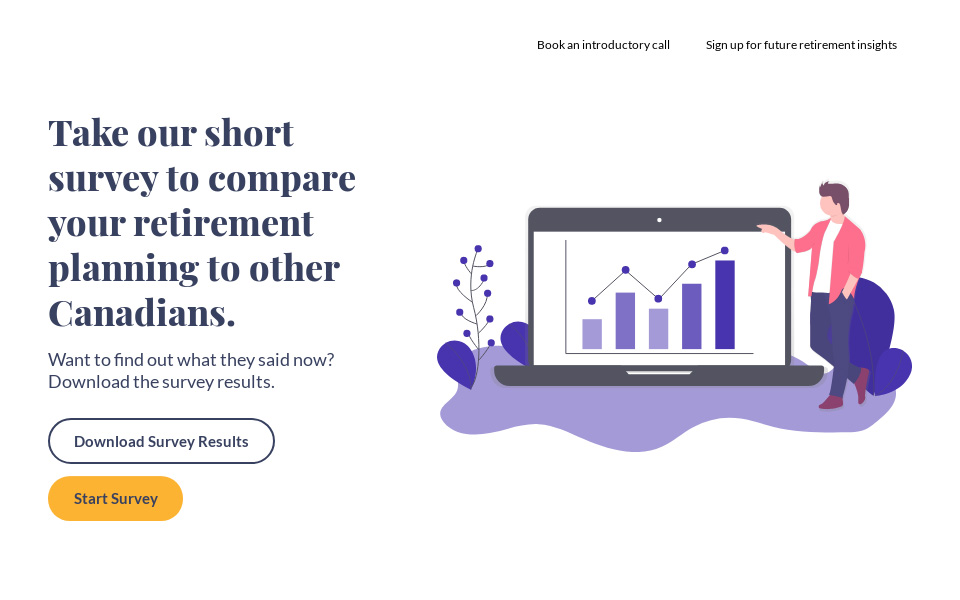 Book an introductory call
Sign up for future retirement insights
Take our short
survey to compare
your retirement
planning to other
Canadians.
Want to find out what they said now?
Download the survey results.
Download Survey Results
Start Survey